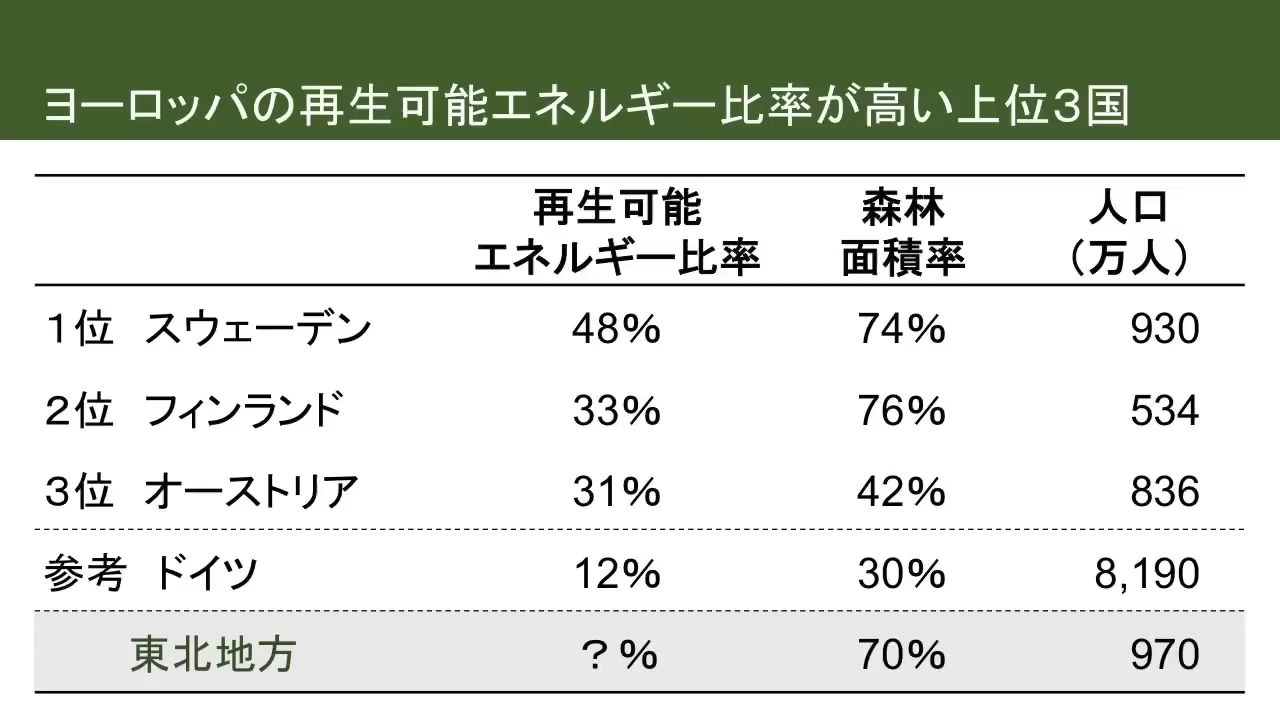 ヨーロッパの再生可能エネルギー比率が高い上位３国
再生可能 森林 人口
エネルギー比率 面積率 （万人）
１位 スウェーデン 48% 74% 930
２位 フィンランド 33% 76% 534
３位 オーストリア 31% 42% 836
参考 ドイツ 12% 30% 8,190
東北地方 ？% 70% 970